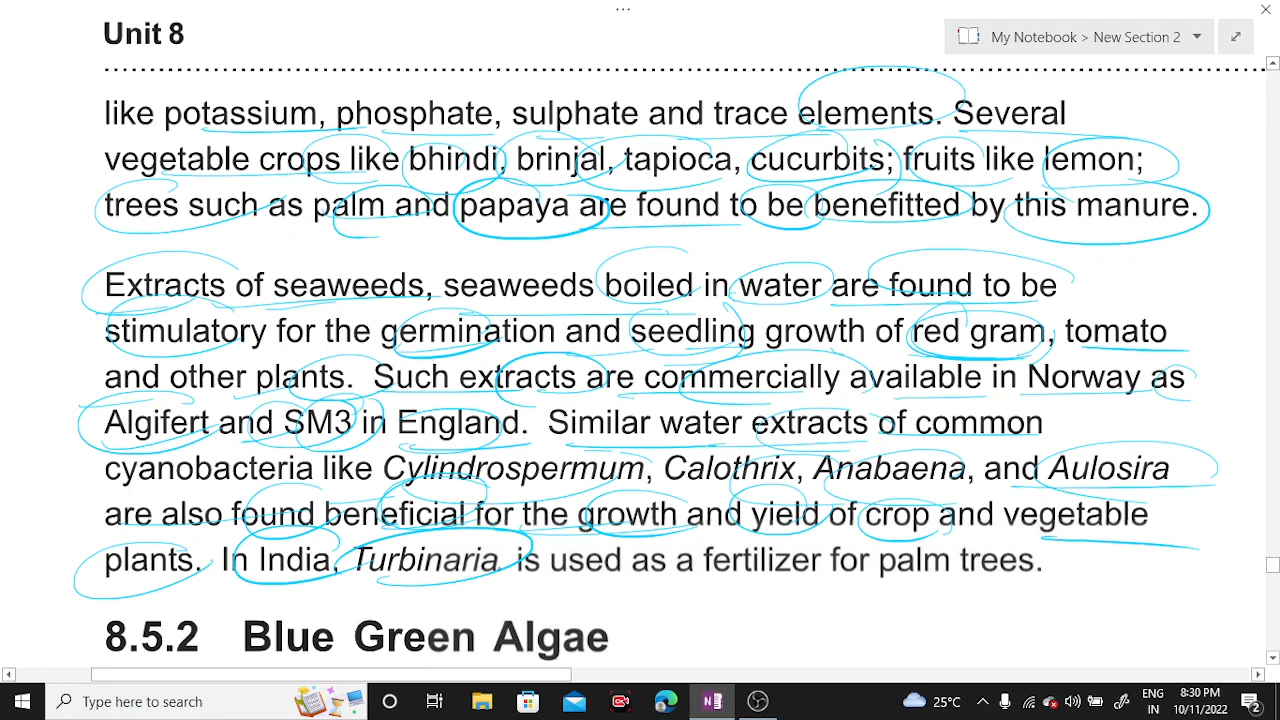 ...
Unit 8
My Notebook > New Section 2
like potassium, phosphate, sulphate and trace elements. Several
vegetable crops like bhindi, brinjal, tapioca, cucurbits; fruits like lemon;
trees such as palm and papaya are found to be benefitted by this manure.
Extracts of seaweeds, seaweeds boiled in water are found to be
stimulatory for the germination and seedling growth of red gram, tomato
and other plants. Such extracts are commercially available in Norway as
Algifert and SM3 in England. Similar water extracts of common
cyanobacteria like Cylindrospermum, Calothrix, Anabaena, and Aulosira
are also found beneficial for the growth and yield of crop and vegetable
plants. In India, Turbinaria is used as a fertilizer for palm trees.
8.5.2 Blue Green Algae
Type here to search
25°C
ENG
IN
8:30 PM
10/11/2022
2